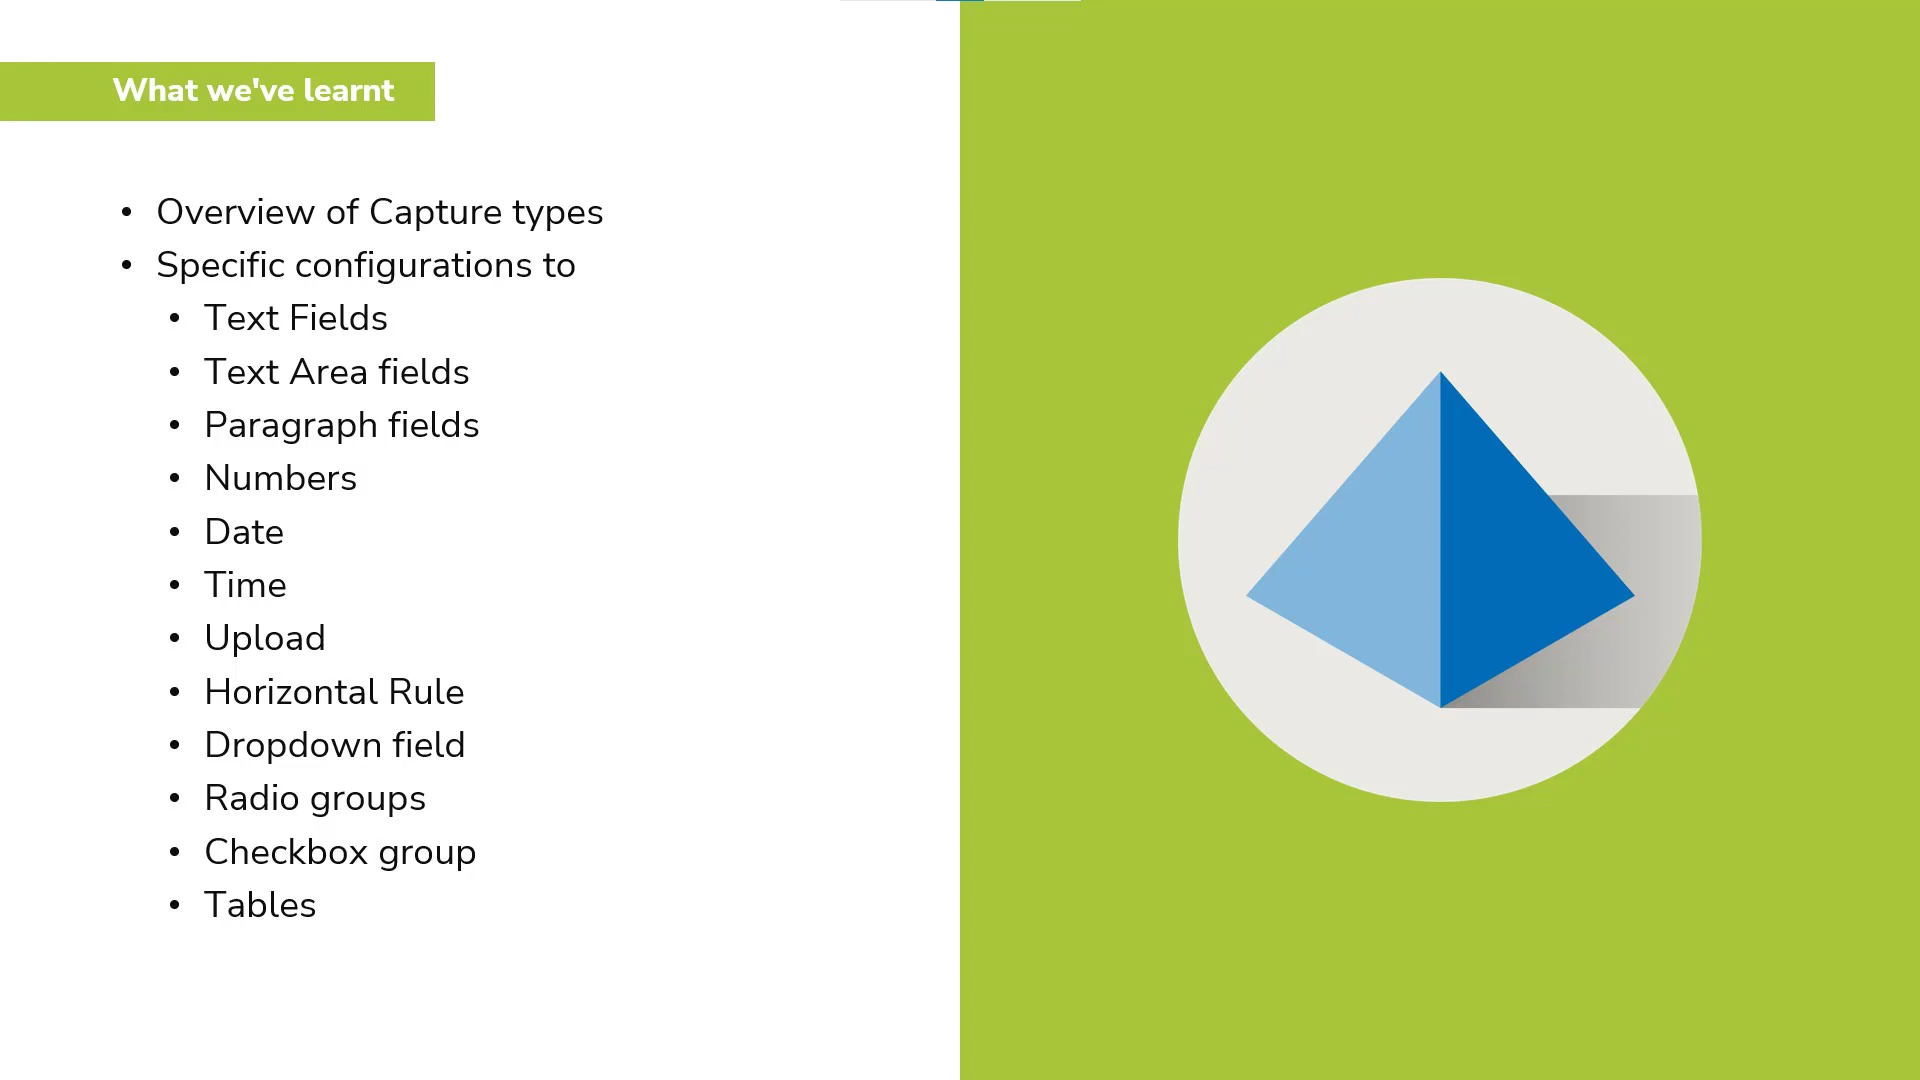 What we've learnt
• Overview of Capture types
• Specific configurations to
• Text Fields
• Text Area fields
• Paragraph fields
• Numbers
• Date
• Time
• Upload
• Horizontal Rule
• Dropdown field
• Radio groups
• Checkbox group
• Tables